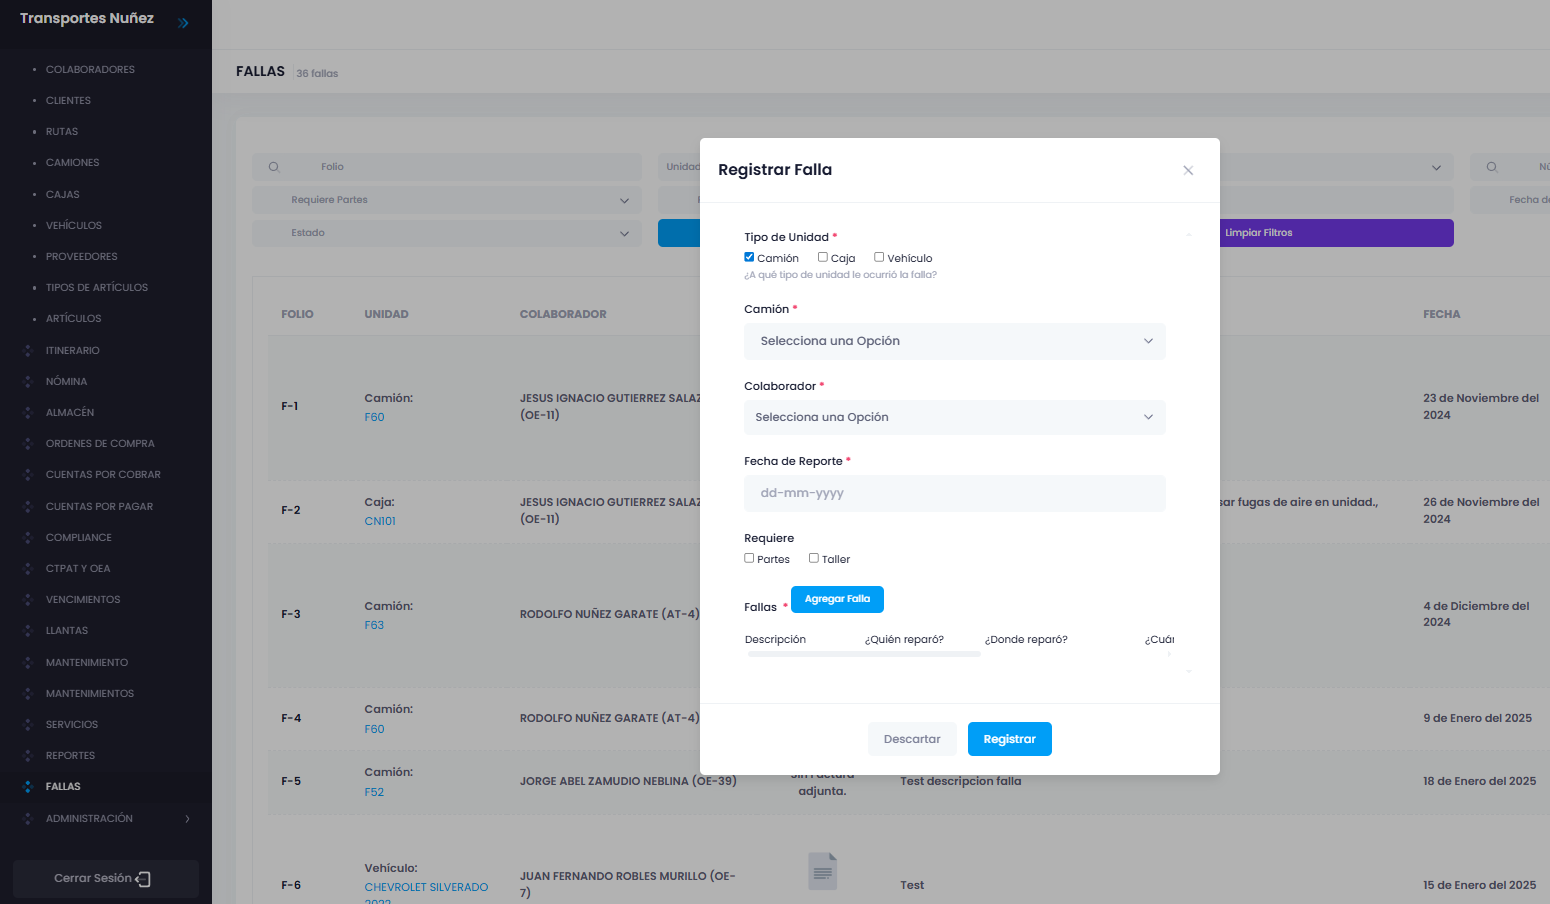 Transportes Nuñez
COLABORADORES
CLIENTES
RUTAS
CAMIONES
CAJAS
VEHÍCULOS
PROVEEDORES
TIPOS DE ARTÍCULOS
ARTÍCULOS
ITINERARIO
NÓMINA
ALMACÉN
ORDENES DE COMPRA
CUENTAS POR COBRAR
CUENTAS POR PAGAR
COMPLIANCE
CTPAT Y OEA
VENCIMIENTOS
LLANTAS
MANTENIMIENTO
MANTENIMIENTOS
SERVICIOS
REPORTES
FALLAS
ADMINISTRACIÓN
Cerrar Sesión
FALLAS 36 fallas
Folio
Unidad
Requiere Partes
Fecha de
Estado
Limpiar Filtros
FOLIO UNIDAD COLABORADOR FECHA
F-1
Camión:
F60
JESUS IGNACIO GUTIERREZ SALAZ
(OE-11)
23 de Noviembre del
2024
F-2
Caja:
CN101
JESUS IGNACIO GUTIERREZ SALAZ
(OE-11)
sar fugas de aire en unidad.,
26 de Noviembre del
2024
F-3
Camión:
F63
RODOLFO NUÑEZ GARATE (AT-4)
4 de Diciembre del
2024
F-4
Camión:
F60
RODOLFO NUÑEZ GARATE (AT-4)
9 de Enero del 2025
F-5
Camión:
F52
JORGE ABEL ZAMUDIO NEBLINA (OE-39)
Sin Factura
adjunta.
Test descripcion falla
18 de Enero del 2025
F-6
Vehículo:
CHEVROLET SILVERADO
2022
JUAN FERNANDO ROBLES MURILLO (OE-
7)
Test
15 de Enero del 2025
Registrar Falla
Tipo de Unidad *
Camión Caja Vehículo
¿A qué tipo de unidad le ocurrió la falla?
Camión *
Selecciona una Opción
Colaborador *
Selecciona una Opción
Fecha de Reporte *
dd-mm-yyyy
Requiere
Partes Taller
Fallas * Agregar Falla
Descripción ¿Quién reparó? ¿Donde reparó? ¿Cuán
Descartar Registrar